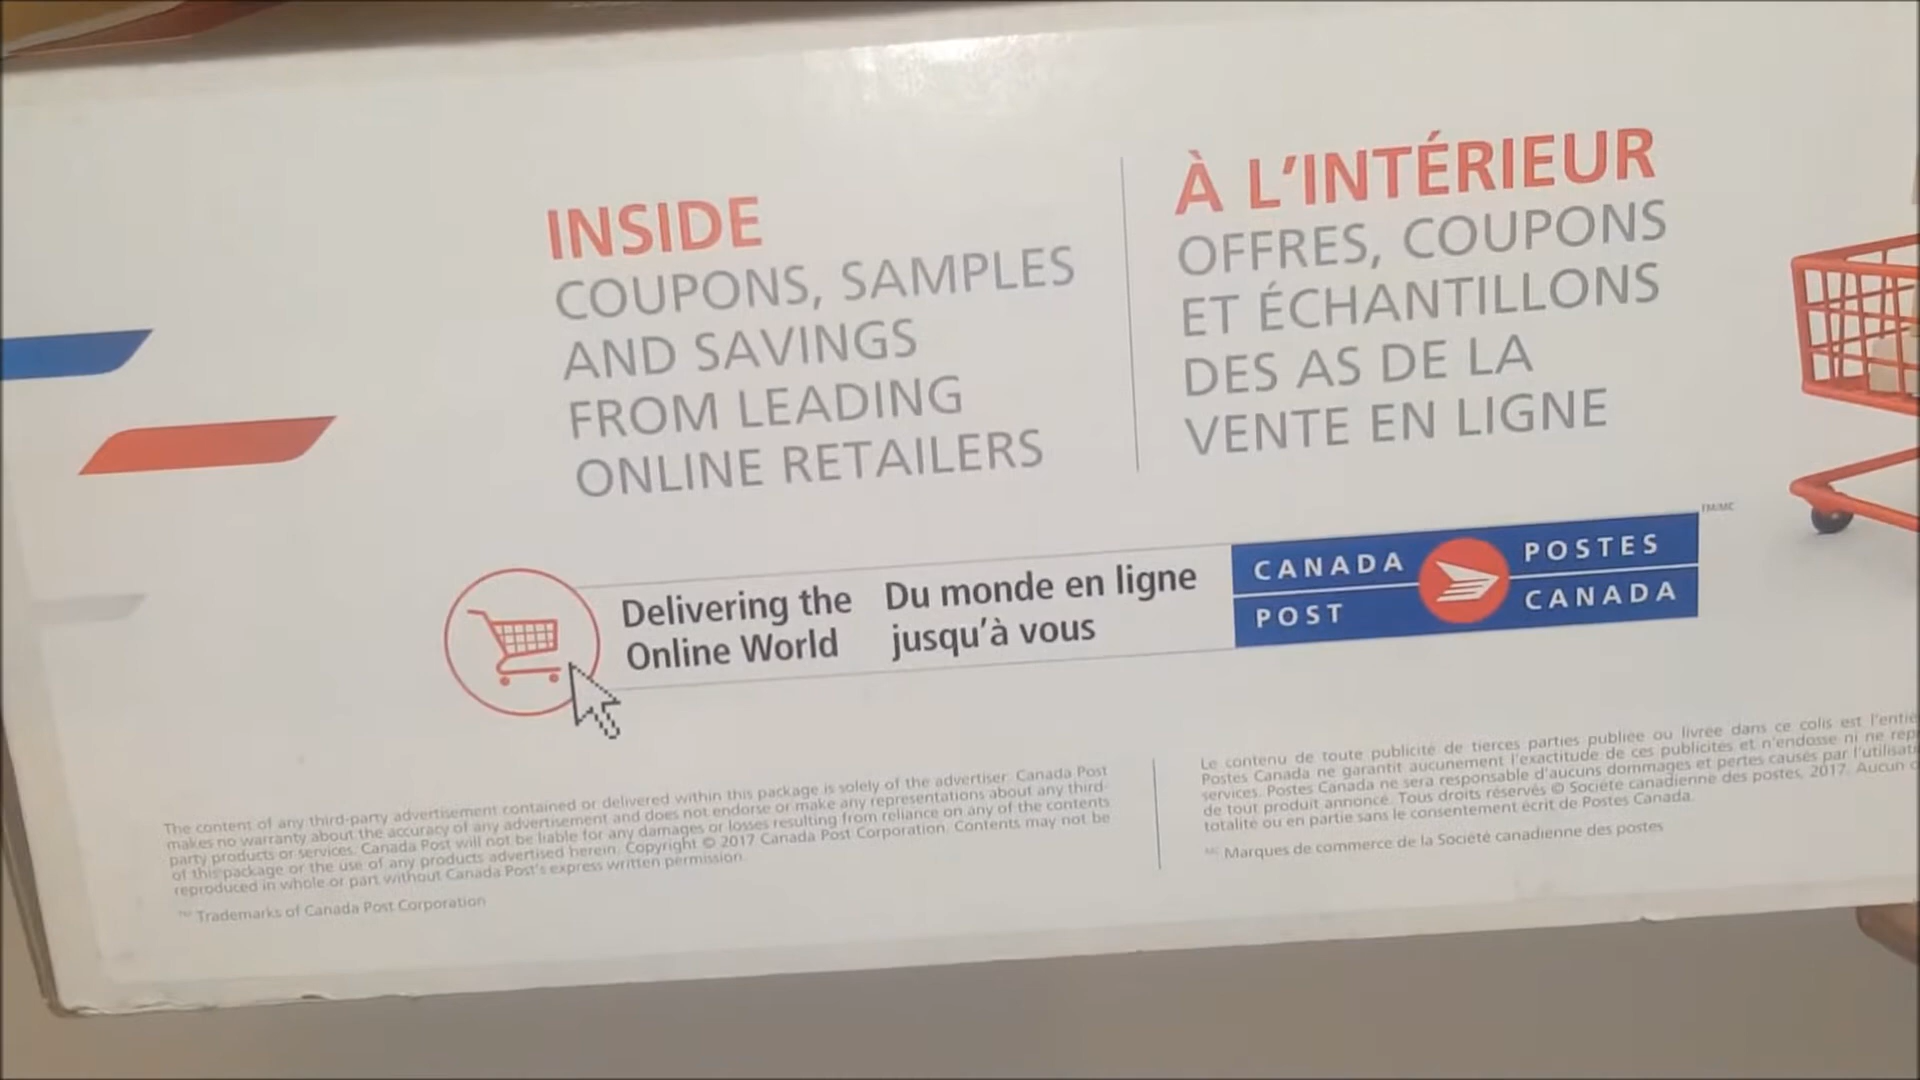 INSIDE
COUPONS, SAMPLES
AND SAVINGS
FROM LEADING
ONLINE RETAILERS
À L'INTÉRIEUR
OFFRES, COUPONS
ET ÉCHANTILLONS
DES AS DE LA
VENTE EN LIGNE
Delivering the
Online World
Du monde en ligne
jusqu'à vous
CANADA
POST
POSTES
CANADA
TM/MC
The content of any third-party advertisement contained or delivered within this package is solely of the advertiser. Canada Post
makes no warranty about the accuracy of any advertisement and does not endorse or make any representations about any third-
party products or services. Canada Post will not be liable for any damages or losses resulting from reliance on any of the contents
of this package or the use of any products advertised herein. Copyright © 2017 Canada Post Corporation. Contents may not be
reproduced in whole or part without Canada Post's express written permission.
™ Trademarks of Canada Post Corporation
Le contenu de toute publicité de tierces parties publiée ou livrée dans ce colis est
Postes Canada ne garantit aucunement l'exactitude de ces publicités et n'endosse ni ne
services. Postes Canada ne sera responsable d'aucuns dommages et pertes causés par
de tout produit annoncé. Tous droits réservés © Société canadienne des postes, 2017. Aucun
totalité ou en partie sans le consentement écrit de Postes Canada.
MC Marques de commerce de la Société canadienne des postes